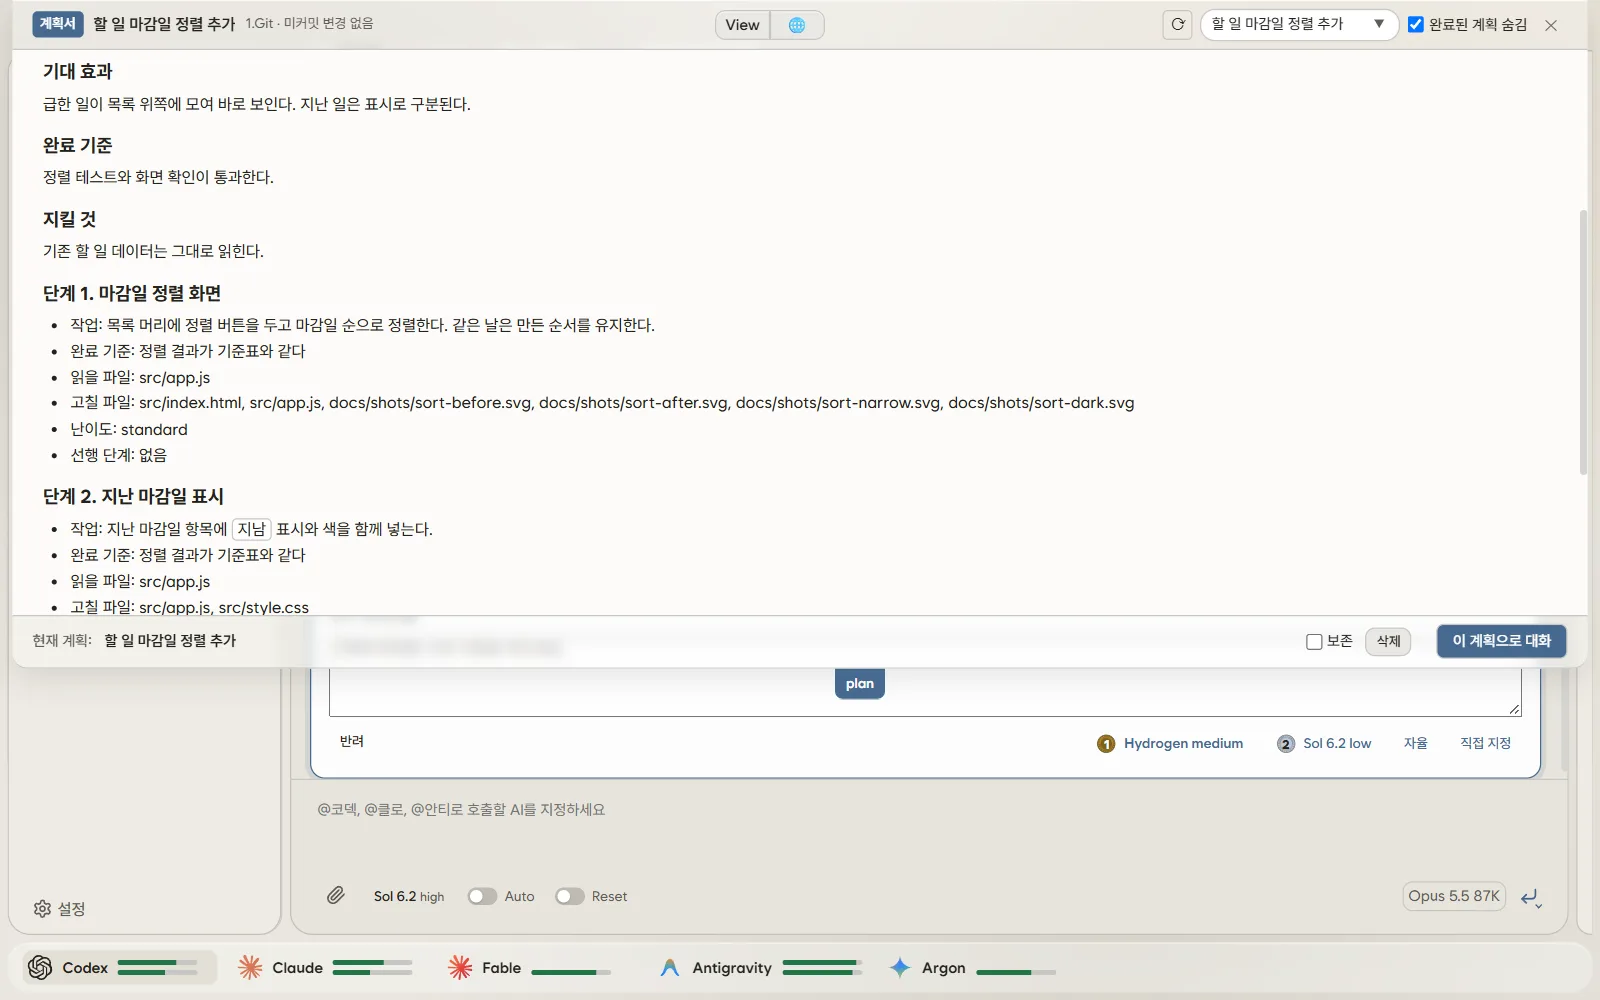 계획서 할 일 마감일 정렬 추가 1.Git · 미커밋 변경 없음 View 할 일 마감일 정렬 추가 완료된 계획 숨김
기대 효과
급한 일이 목록 위쪽에 모여 바로 보인다. 지난 일은 표시로 구분된다.
완료 기준
정렬 테스트와 화면 확인이 통과한다.
지킬 것
기존 할 일 데이터는 그대로 읽힌다.
단계 1. 마감일 정렬 화면
• 작업: 목록 머리에 정렬 버튼을 두고 마감일 순으로 정렬한다. 같은 날은 만든 순서를 유지한다.
• 완료 기준: 정렬 결과가 기준표와 같다
• 읽을 파일: src/app.js
• 고칠 파일: src/index.html, src/app.js, docs/shots/sort-before.svg, docs/shots/sort-after.svg, docs/shots/sort-narrow.svg, docs/shots/sort-dark.svg
• 난이도: standard
• 선행 단계: 없음
단계 2. 지난 마감일 표시
• 작업: 지난 마감일 항목에 지남 표시와 색을 함께 넣는다.
• 완료 기준: 정렬 결과가 기준표와 같다
• 읽을 파일: src/app.js
• 고칠 파일: src/app.js, src/style.css
현재 계획: 할 일 마감일 정렬 추가 보존 삭제 이 계획으로 대화
plan
반려 1 Hydrogen medium 2 Sol 6.2 low 자율 직접 지정
@코덱, @클로, @안티로 호출할 AI를 지정하세요
Sol 6.2 high Auto Reset Opus 5.5 87K
설정
Codex Claude Fable Antigravity Argon